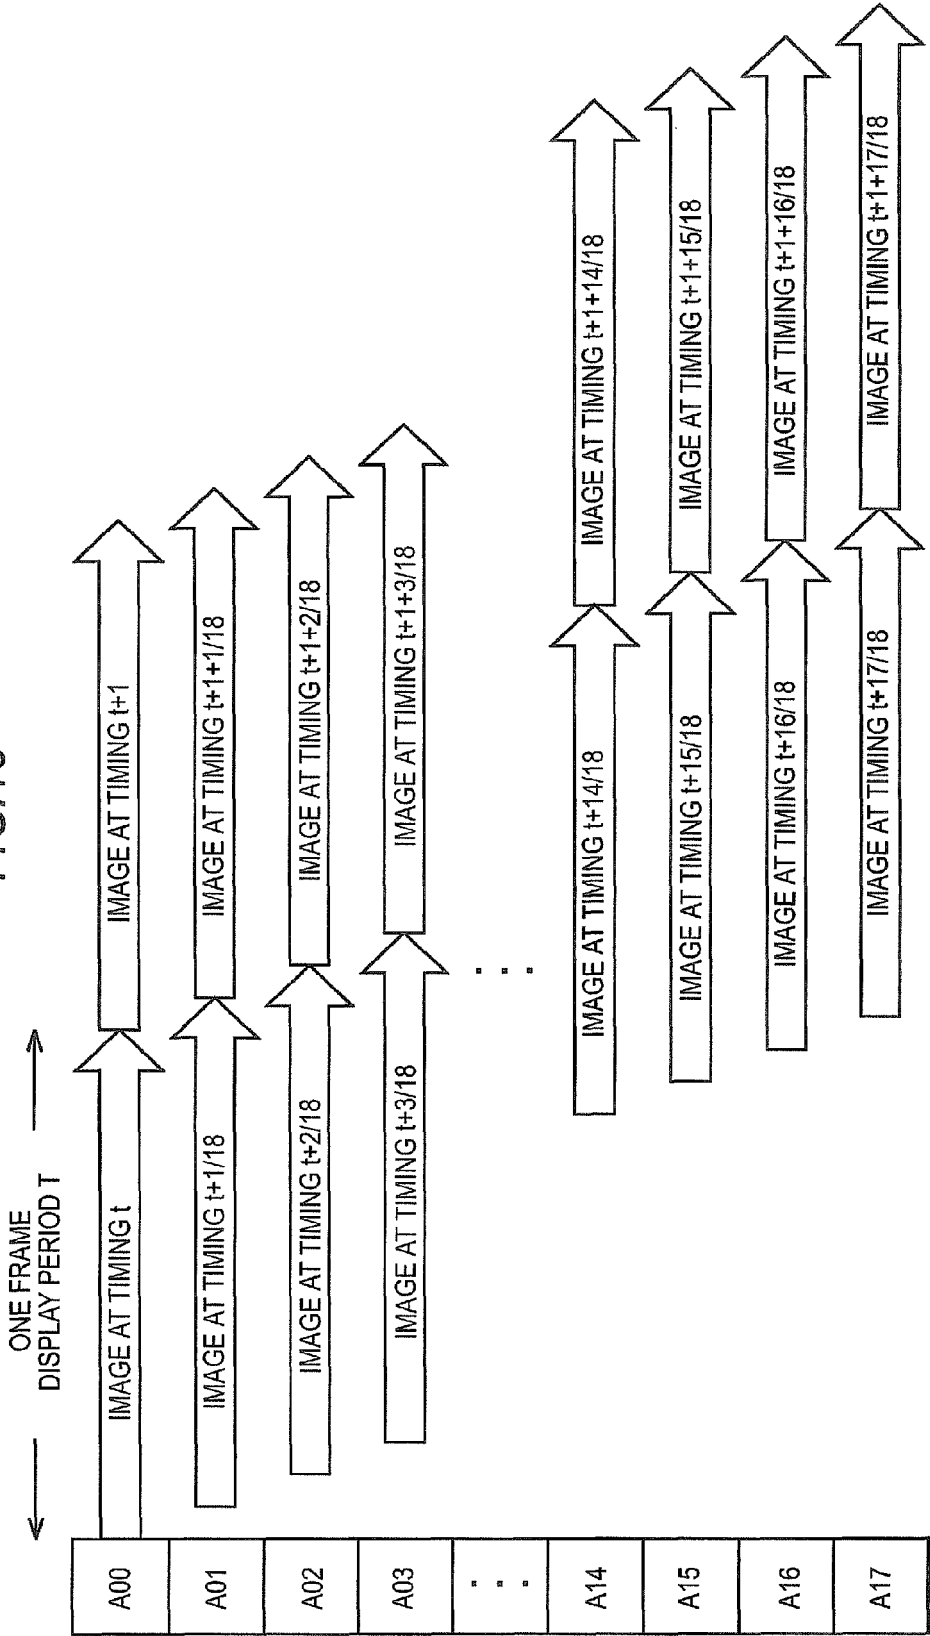 ONE FRAME
DISPLAY PERIOD T
A00
IMAGE AT TIMING t
IMAGE AT TIMING t+1
A01
IMAGE AT TIMING t+1/18
IMAGE AT TIMING t+1+1/18
A02
IMAGE AT TIMING t+2/18
IMAGE AT TIMING t+1+2/18
A03
IMAGE AT TIMING t+3/18
IMAGE AT TIMING t+1+3/18
. . .
. . .
A14
IMAGE AT TIMING t+14/18
IMAGE AT TIMING t+1+14/18
A15
IMAGE AT TIMING t+15/18
IMAGE AT TIMING t+1+15/18
A16
IMAGE AT TIMING t+16/18
IMAGE AT TIMING t+1+16/18
A17
IMAGE AT TIMING t+17/18
IMAGE AT TIMING t+1+17/18